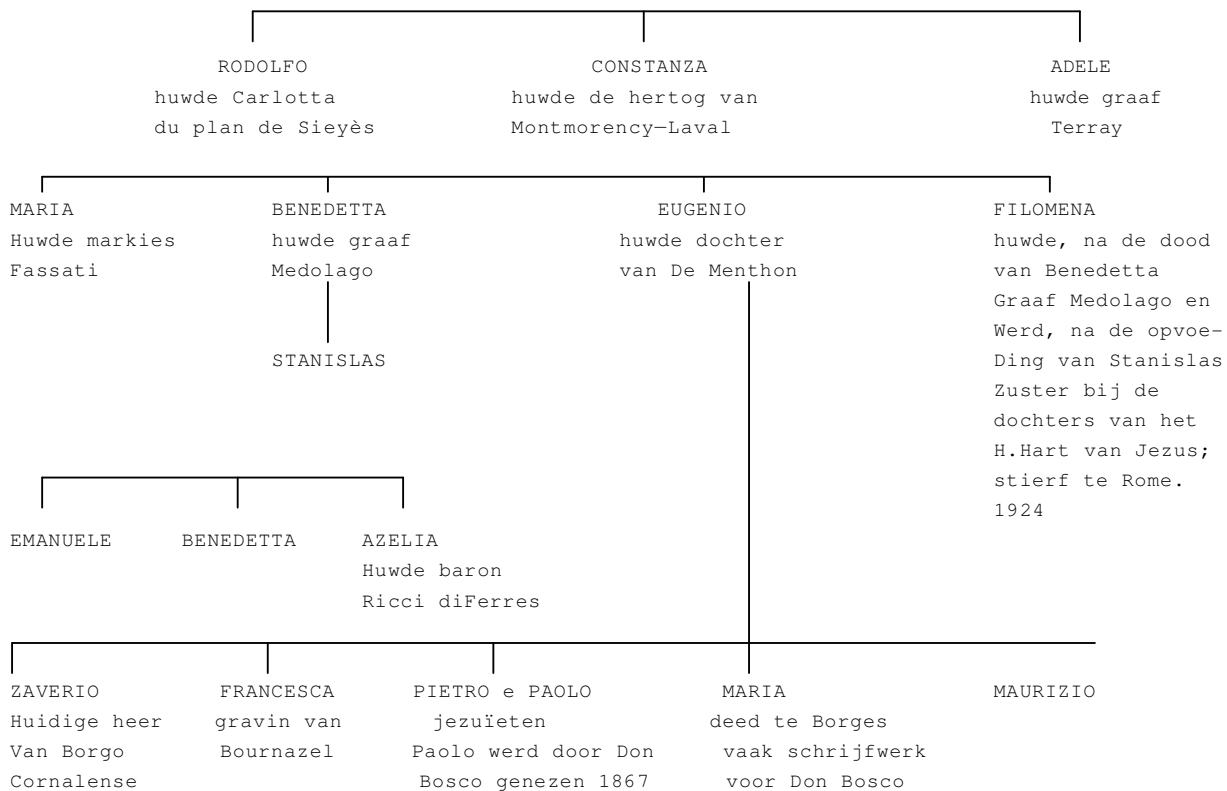 RODOLFO
huwde Carlotta
du plan de Sieyès
CONSTANZA
huwde de hertog van
Montmorency—Laval
ADELE
huwde graaf
Terray
MARIA
Huwde markies
Fassati
BENEDETTA
huwde graaf
Medolago
STANISLAS
EUGENIO
huwde dochter
van De Menthon
FILOMENA
huwde, na de dood
van Benedetta
Graaf Medolago en
Werd, na de opvoe-
Ding van Stanislas
Zuster bij de
dochters van het
H.Hart van Jezus;
stierf te Rome.
1924
EMANUELE
BENEDETTA
AZELIA
Huwde baron
Ricci diFerres
ZAVERIO
Huidige heer
Van Borgo
Cornalense
FRANCESCA
gravin van
Bournazel
PIETRO e PAOLO
jezuïeten
Paolo werd door Don
Bosco genezen 1867
MARIA
deed te Borges
vaak schrijfwerk
voor Don Bosco
MAURIZIO